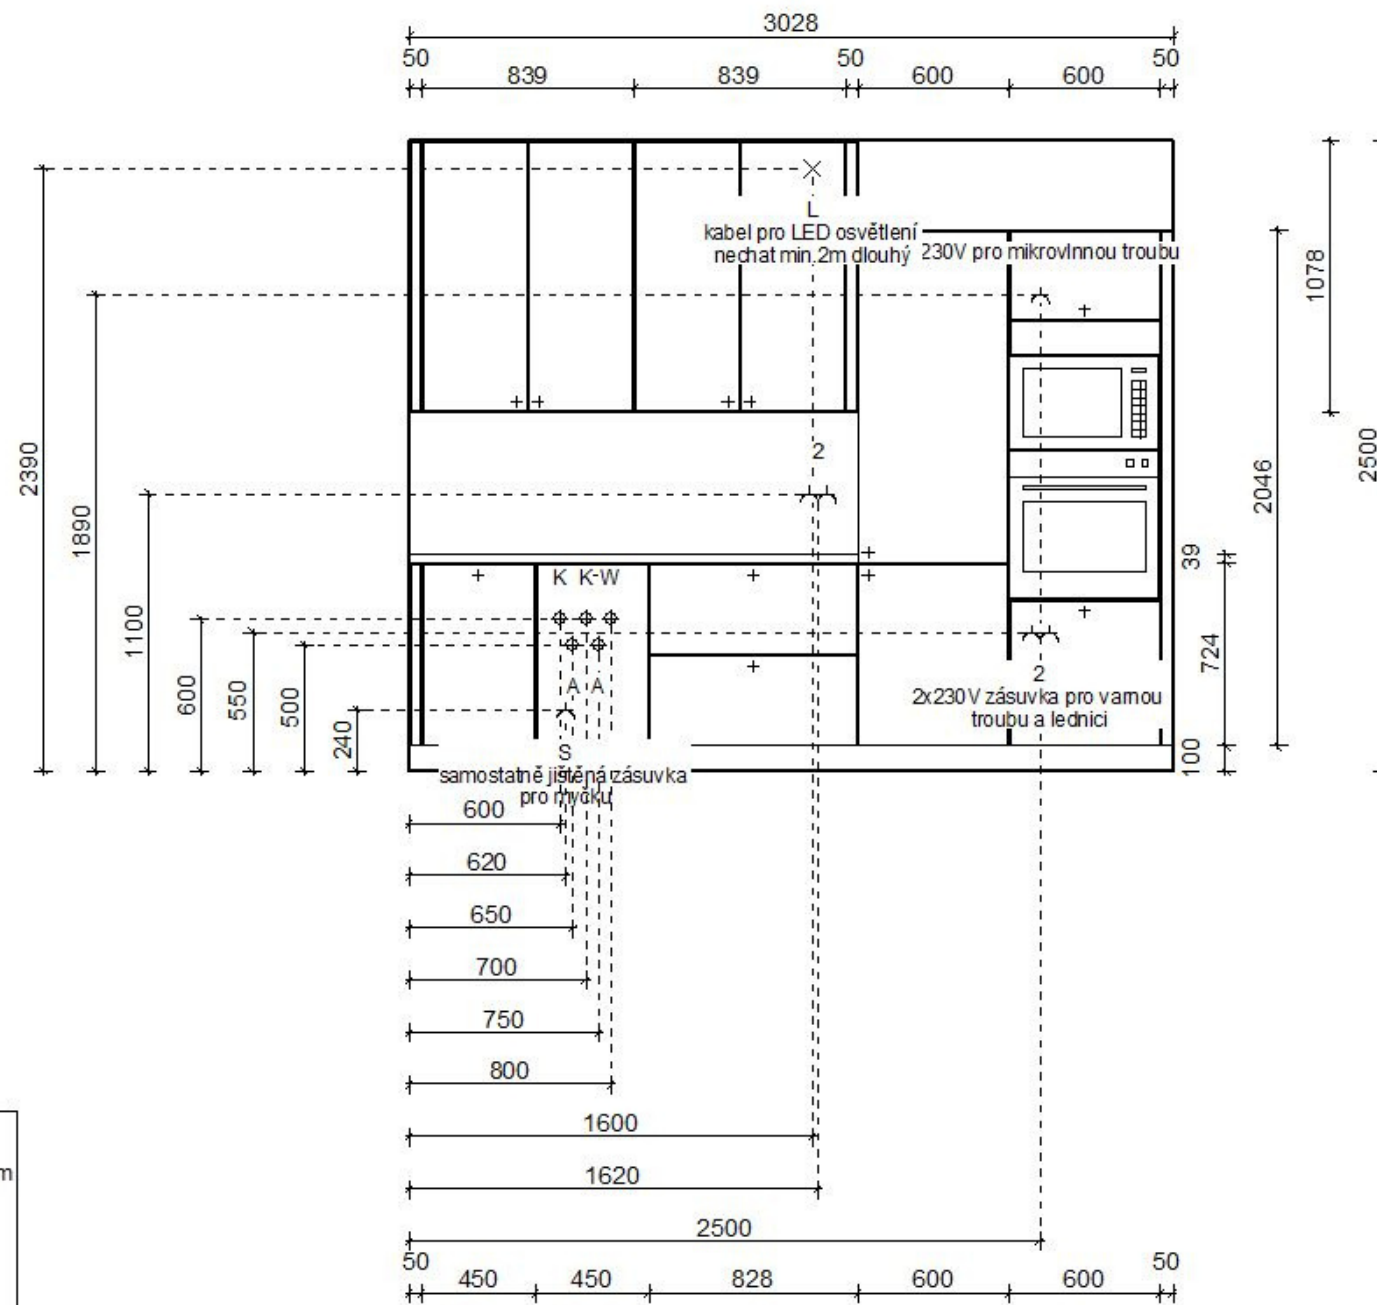 3028
50 50 50
839 839 600 600
L
kabel pro LED osvětlení
nechat min.2m dlouhý
230V pro mikrovlnnou troubu
1078
2390
2
2500
1890
2046
39
1100
K K-W
600
550
500
A A
724
240
2
2x230V zásuvka pro varnou
troubu a lednici
100
S
samostatně jištěná zásuvka
pro myčku
600
620
650
700
750
800
1600
m
1620
2500
50 50
450 450 828 600 600